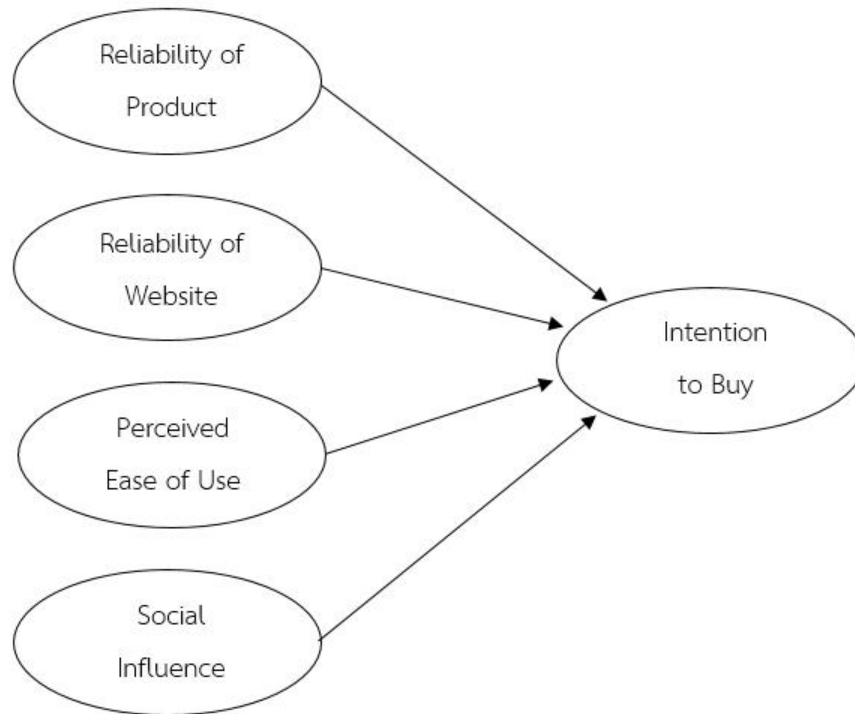 Reliability of
Product
Reliability of
Website
Intention
to Buy
Perceived
Ease of Use
Social
Influence